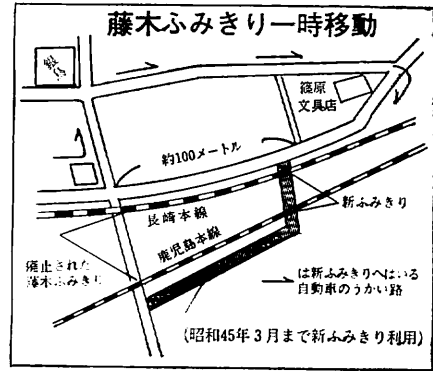 藤木ふみきり一時移動
篠原
文具店
約100メートル
長崎本線
新ふみきり
鹿児島本線
廃止された
藤木ふみきり
は新ふみきりへはいる
自動車のうかい路
(昭和45年3月まで新ふみきり利用)